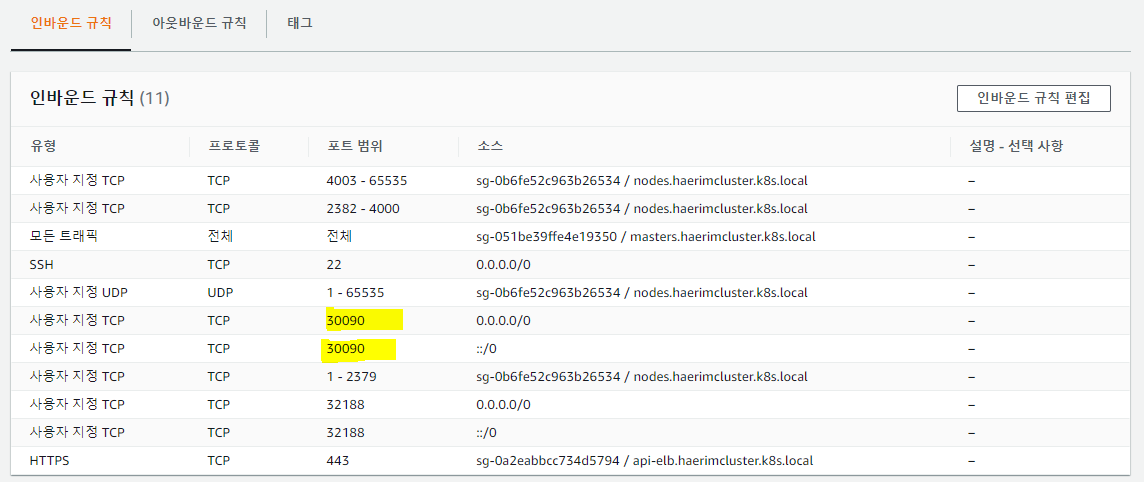 인바운드 규칙 아웃바운드 규칙 태그
인바운드 규칙 (11) 인바운드 규칙 편집
유형 프로토콜 포트 범위 소스 설명 - 선택 사항
사용자 지정 TCP TCP 4003 - 65535 sg-0b6fe52c963b26534 / nodes.haerimcluster.k8s.local –
사용자 지정 TCP TCP 2382 - 4000 sg-0b6fe52c963b26534 / nodes.haerimcluster.k8s.local –
모든 트래픽 전체 전체 sg-051be39ffe4e19350 / masters.haerimcluster.k8s.local –
SSH TCP 22 0.0.0.0/0 –
사용자 지정 UDP UDP 1 - 65535 sg-0b6fe52c963b26534 / nodes.haerimcluster.k8s.local –
사용자 지정 TCP TCP 30090 0.0.0.0/0 –
사용자 지정 TCP TCP 30090 ::/0 –
사용자 지정 TCP TCP 1 - 2379 sg-0b6fe52c963b26534 / nodes.haerimcluster.k8s.local –
사용자 지정 TCP TCP 32188 0.0.0.0/0 –
사용자 지정 TCP TCP 32188 ::/0 –
HTTPS TCP 443 sg-0a2eabbcc734d5794 / api-elb.haerimcluster.k8s.local –